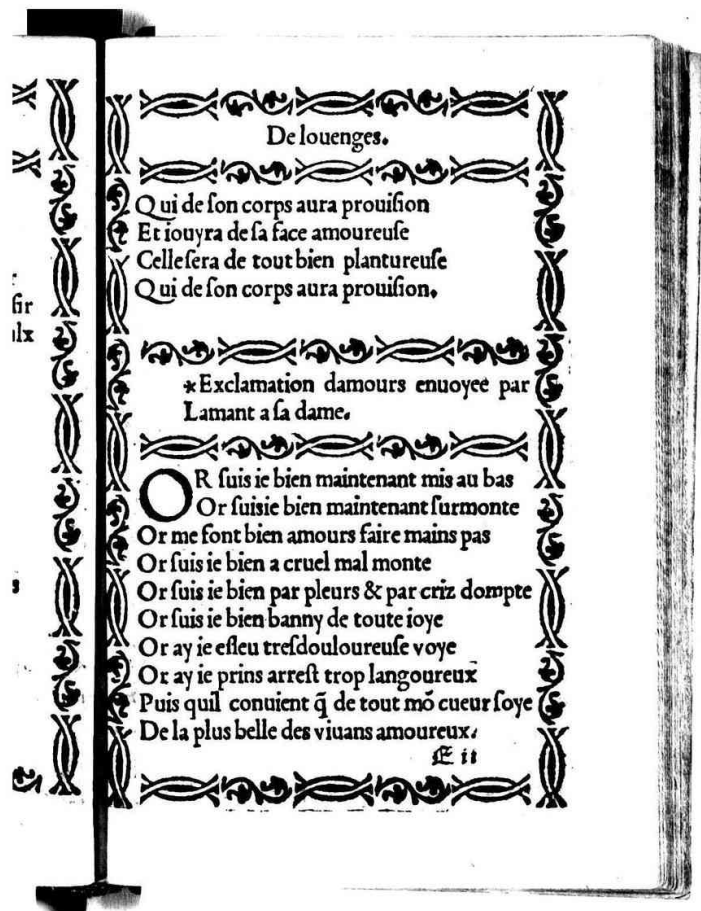 De louenges.
Qui de ſon corps aura prouiſion
Et iouyra de ſa face amoureuſe
Celleſera de tout bien plantureuſe
Qui de ſon corps aura prouiſion.
*Exclamation damours enuoyee par
Lamant a ſa dame.
OR ſuis ie bien maintenant mis au bas
Or ſuisie bien maintenant ſurmonte
Or me font bien amours faire mains pas
Or ſuis ie bien a cruel mal monte
Or ſuis ie bien par pleurs & par criz dompte
Or ſuis ie bien banny de toute ioye
Or ay ie eſleu treſdouloureuſe voye
Or ay ie prins arreſt trop langoureux
Puis quil conuient q̃ de tout mõ cueur ſoye
De la plus belle des viuans amoureux.
E ii